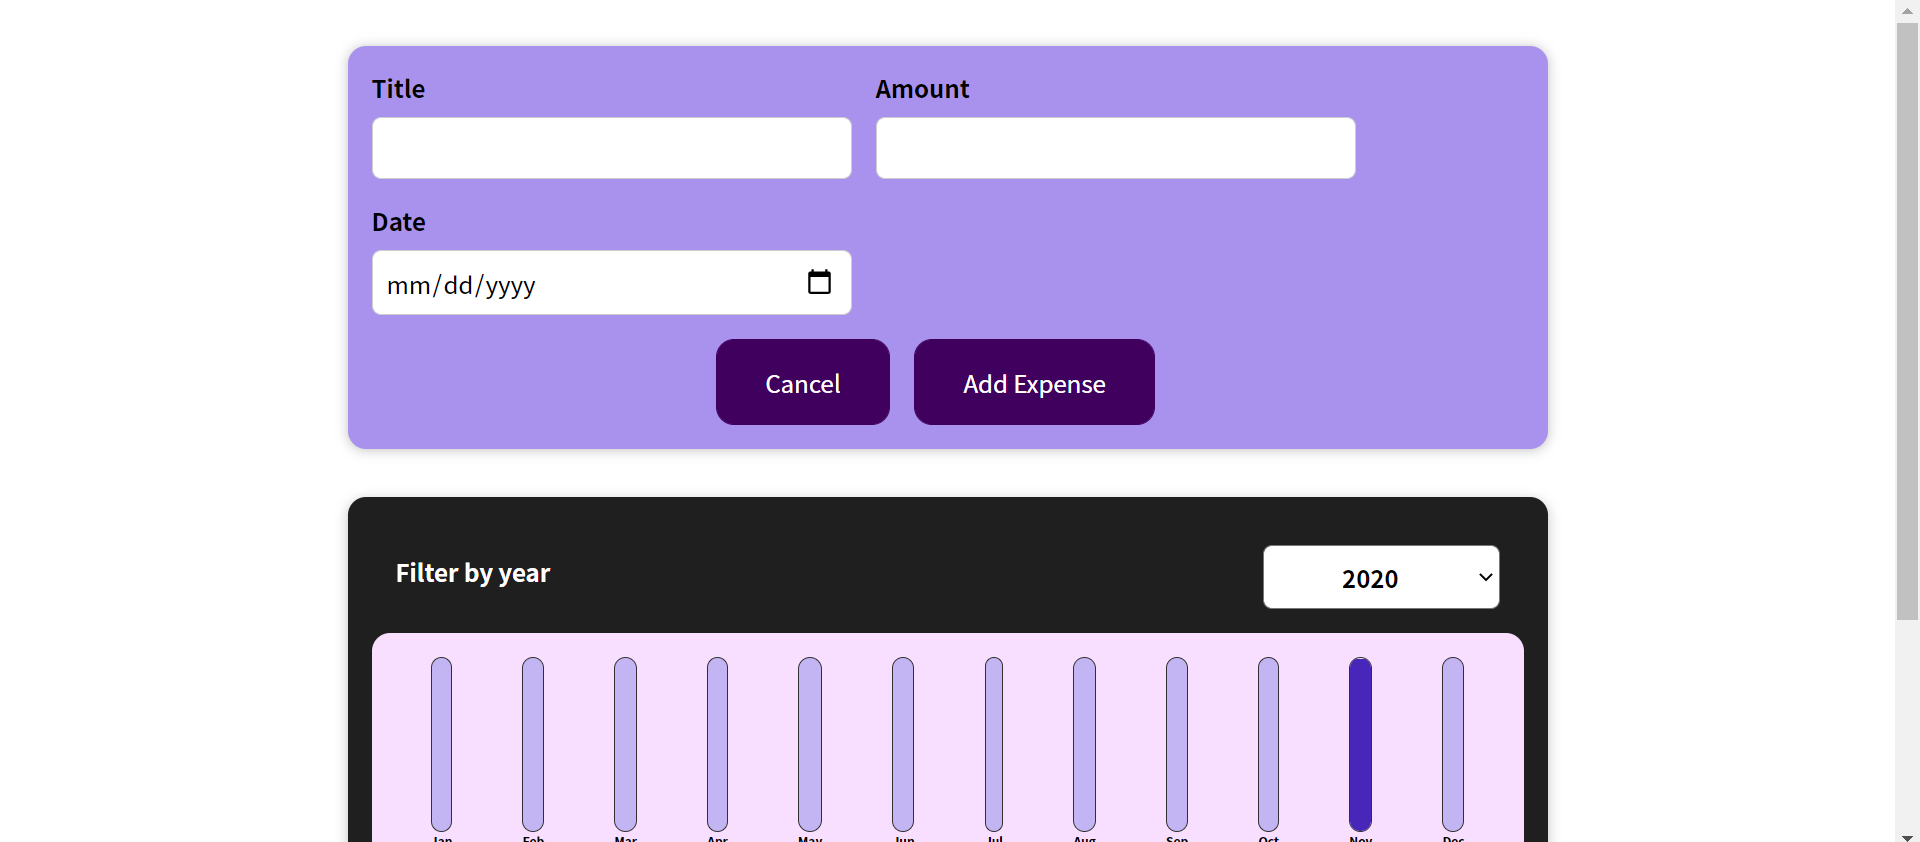 Title Amount
Date
mm/dd/yyyy
Cancel Add Expense
Filter by year 2020
Jan Feb Mar Apr May Jun Jul Aug Sep Oct Nov Dec